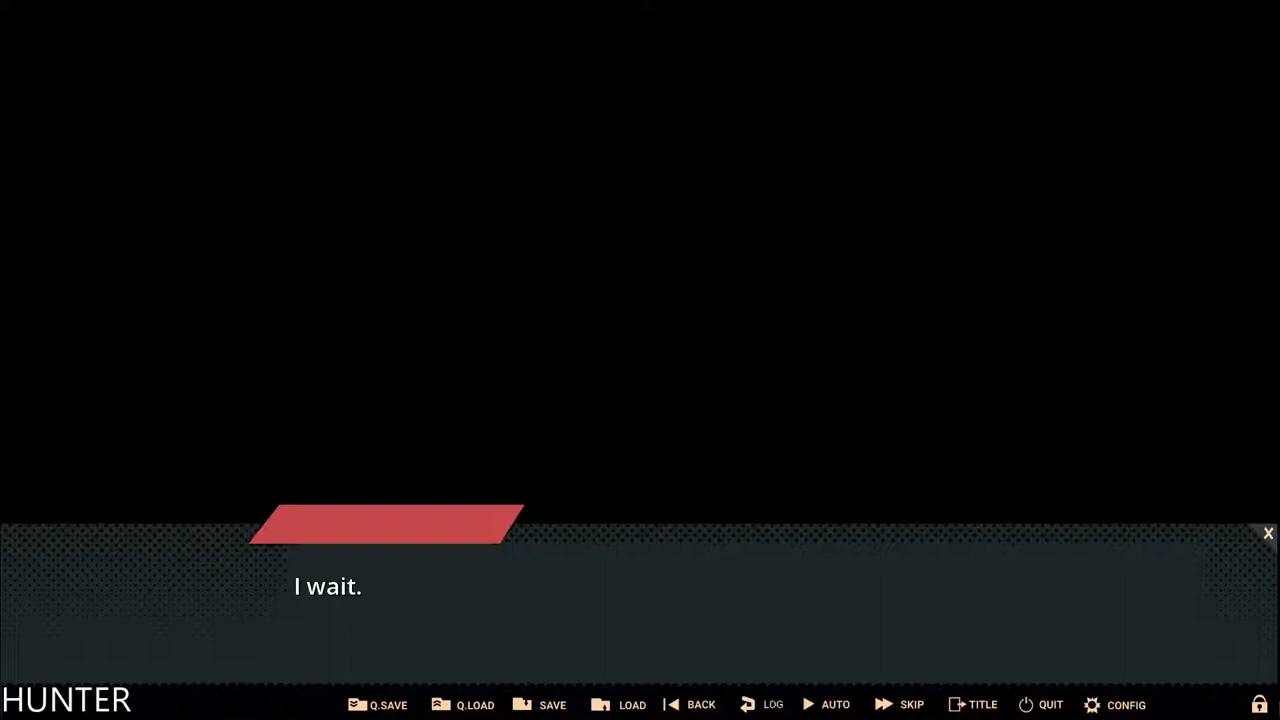 X
I wait.
HUNTER
Q.SAVE Q.LOAD SAVE LOAD BACK LOG AUTO SKIP TITLE QUIT CONFIG